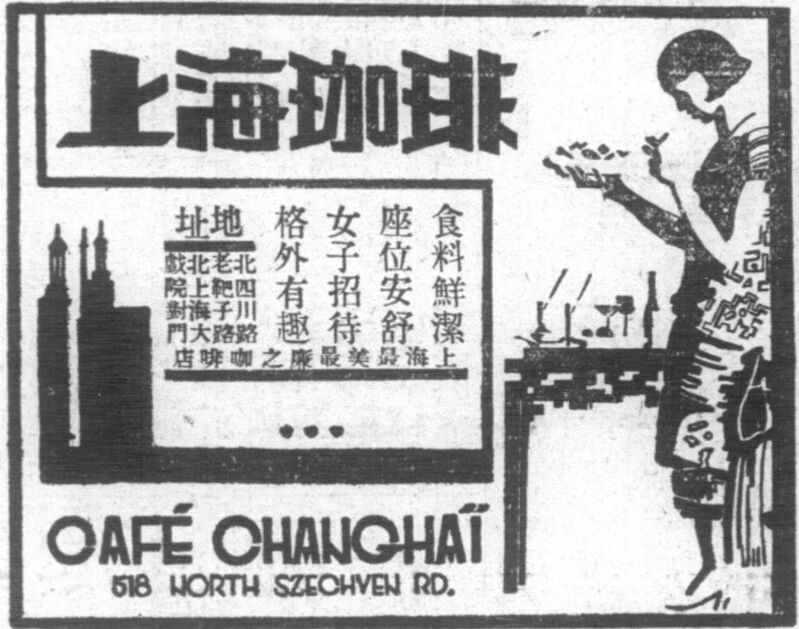 上海珈琲
食料鮮潔
座位安舒
女子招待
格外有趣
地址
北四川路
老靶子路
北上海大
戲院對門
上海最美最廉之咖啡店
CAFÉ CHANGHAÏ
518 NORTH SZECHVEN RD.